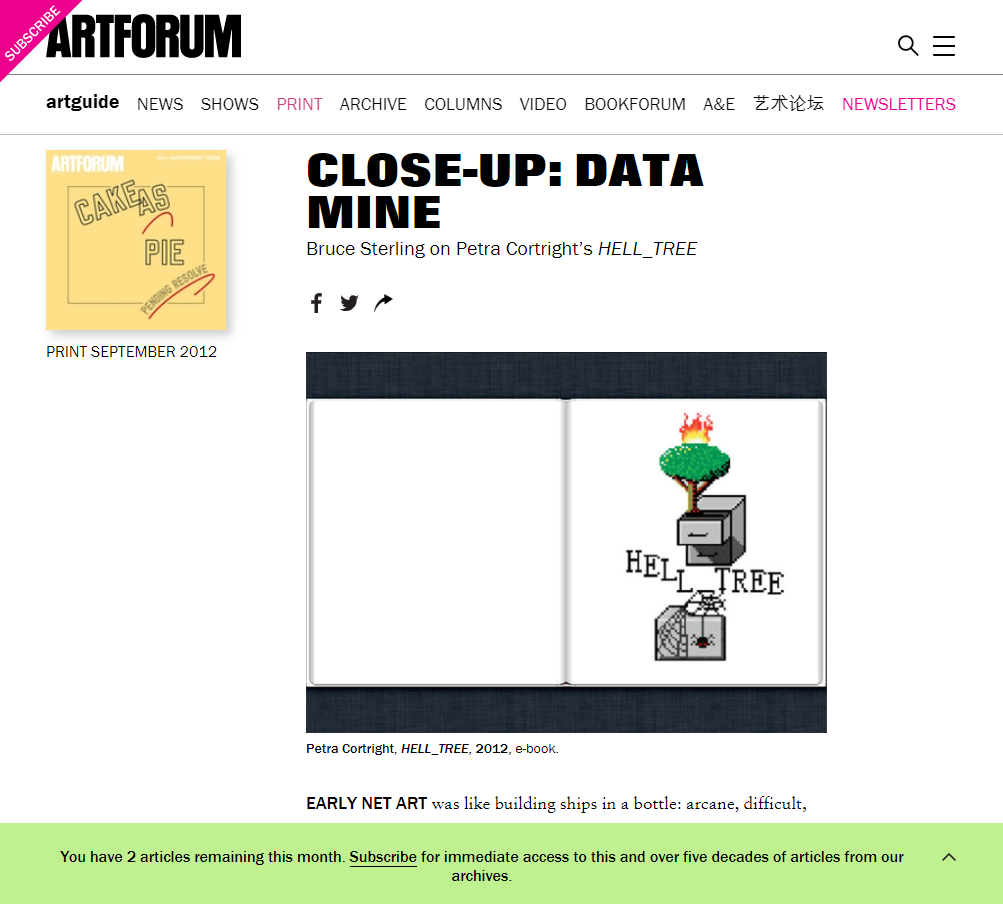 SUBSCRIBE
ARTFORUM
artguide NEWS SHOWS PRINT ARCHIVE COLUMNS VIDEO BOOKFORUM A&E 艺术论坛 NEWSLETTERS
ARTFORUM
CAKE AS
PIE
PENDING RESOLVE
PRINT SEPTEMBER 2012
CLOSE-UP: DATA
MINE
Bruce Sterling on Petra Cortright’s HELL_TREE
HELL_TREE
Petra Cortright, HELL_TREE, 2012, e-book.
EARLY NET ART was like building ships in a bottle: arcane, difficult,
You have 2 articles remaining this month. Subscribe for immediate access to this and over five decades of articles from our
archives.